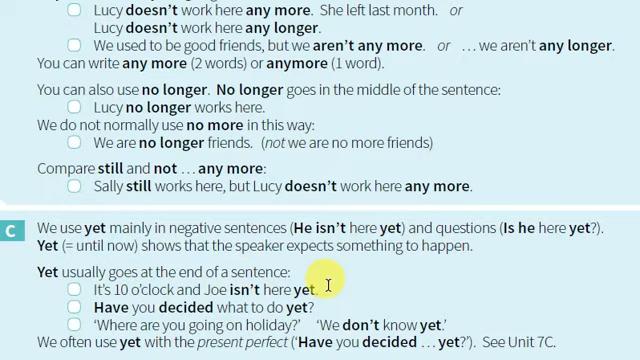 Lucy doesn't work here any more. She left last month. or
Lucy doesn't work here any longer.
We used to be good friends, but we aren't any more. or … we aren't any longer.
You can write any more (2 words) or anymore (1 word).
You can also use no longer. No longer goes in the middle of the sentence:
Lucy no longer works here.
We do not normally use no more in this way:
We are no longer friends. (not we are no more friends)
Compare still and not … any more:
Sally still works here, but Lucy doesn't work here any more.
C
We use yet mainly in negative sentences (He isn't here yet) and questions (Is he here yet?).
Yet (= until now) shows that the speaker expects something to happen.
Yet usually goes at the end of a sentence:
It's 10 o'clock and Joe isn't here yet.
Have you decided what to do yet?
'Where are you going on holiday?' 'We don't know yet.'
We often use yet with the present perfect ('Have you decided … yet?'). See Unit 7C.